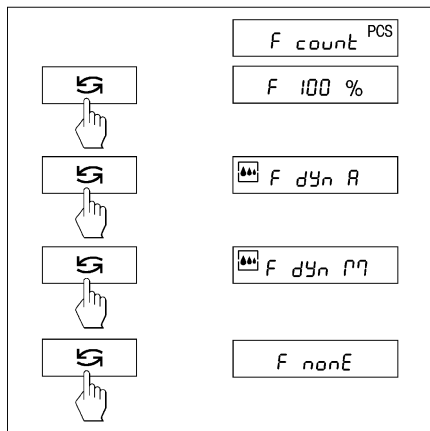 F count PCS
F 100 %
F dyn A
F dyn M
F nonE